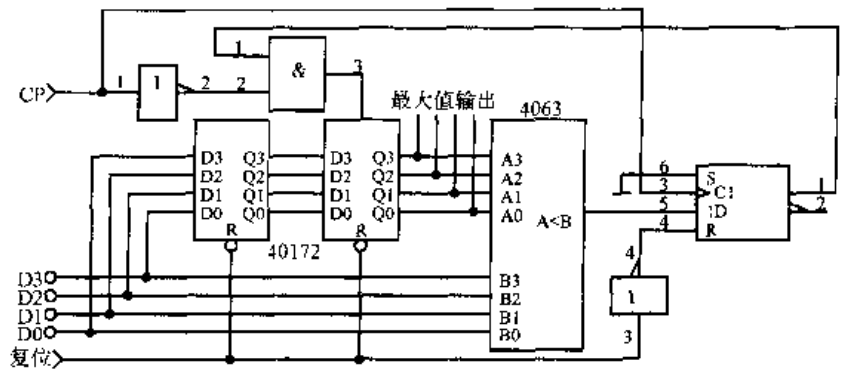 1
&
3
CP
1
1
2
2
最大值输出
4063
D3 Q3
D2 Q2
D1 Q1
D0 Q0
R
D3 Q3
D2 Q2
D1 Q1
D0 Q0
R
40172
A3
A2
A1
A0
A<B
B3
B2
B1
B0
6 S
3 C1
5 1D
4 R
1
2
4
1
3
D3
D2
D1
D0
复位